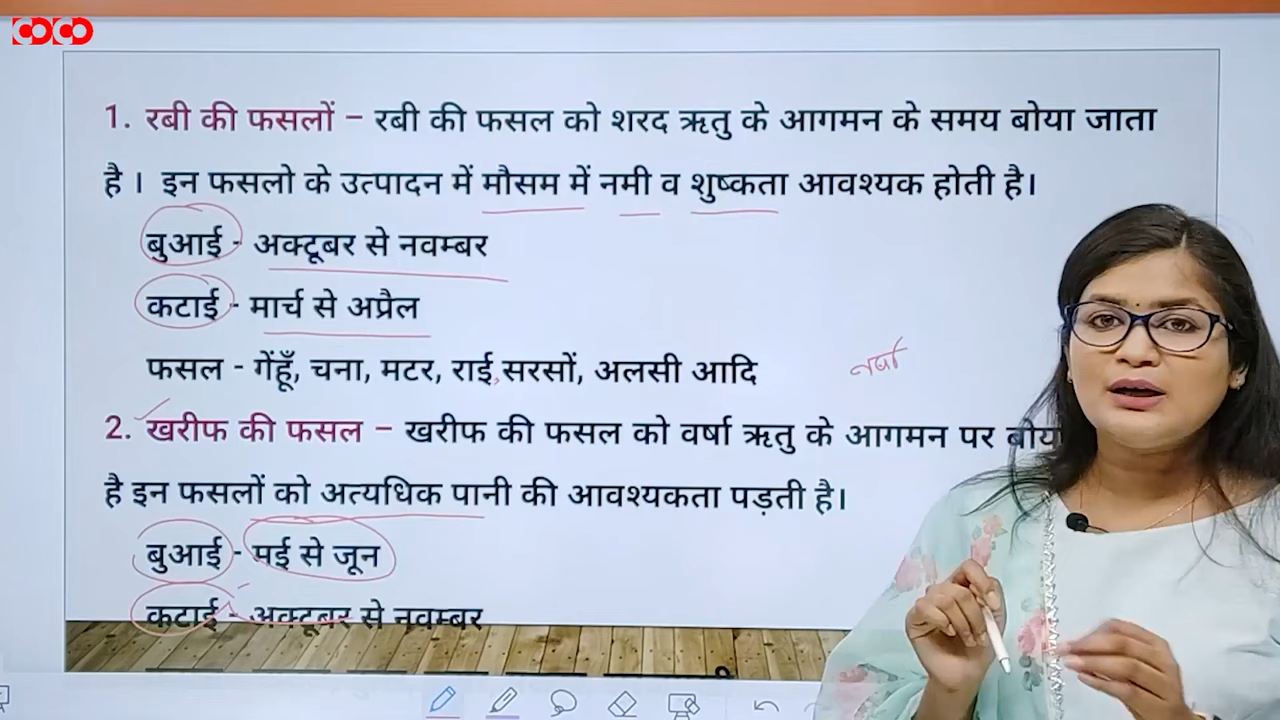 COCO
1. रबी की फसलों – रबी की फसल को शरद ऋतु के आगमन के समय बोया जाता
है । इन फसलो के उत्पादन में मौसम में नमी व शुष्कता आवश्यक होती है।
बुआई - अक्टूबर से नवम्बर
कटाई - मार्च से अप्रैल
फसल - गेंहूँ, चना, मटर, राई,सरसों, अलसी आदि
वर्षा
2. खरीफ की फसल – खरीफ की फसल को वर्षा ऋतु के आगमन पर
है इन फसलों को अत्यधिक पानी की आवश्यकता पड़ती है।
बुआई - मई से जून
कटाई - अक्टूबर से नवम्बर